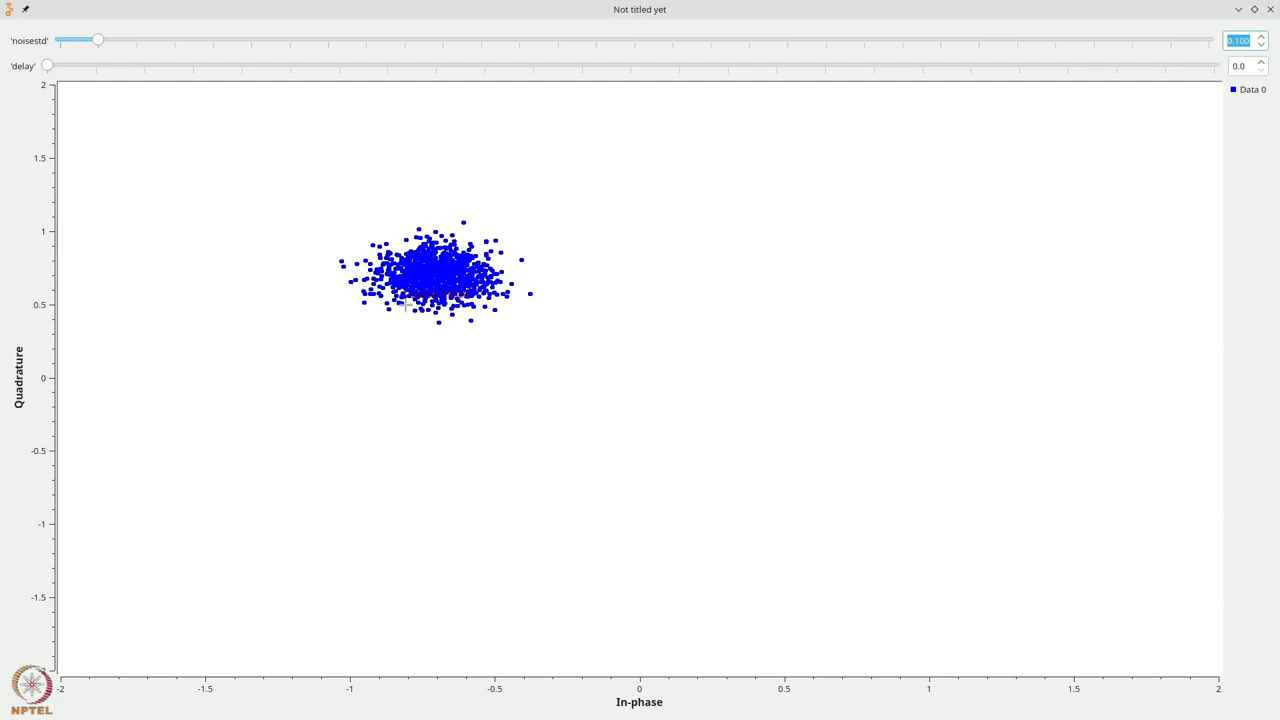 Not titled yet
'noisestd'
0.100
'delay'
0.0
Data 0
2
1.5
1
0.5
0
-0.5
-1
-1.5
-2
Quadrature
-2
-1.5
-1
-0.5
0
0.5
1
1.5
2
In-phase
NPTEL